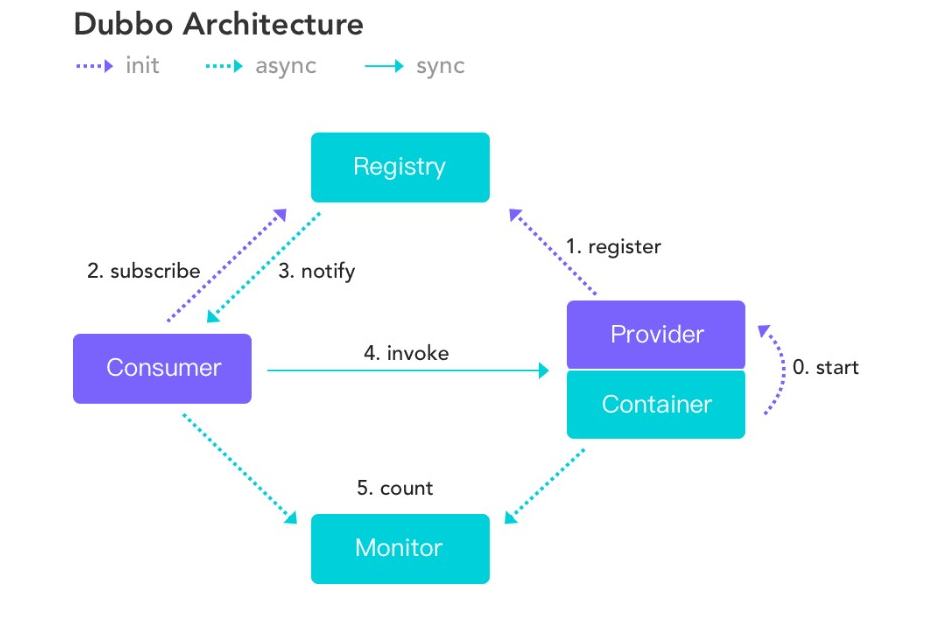 Dubbo Architecture
init async sync
Registry
1. register
2. subscribe 3. notify
Provider
4. invoke
Consumer
0. start
Container
5. count
Monitor